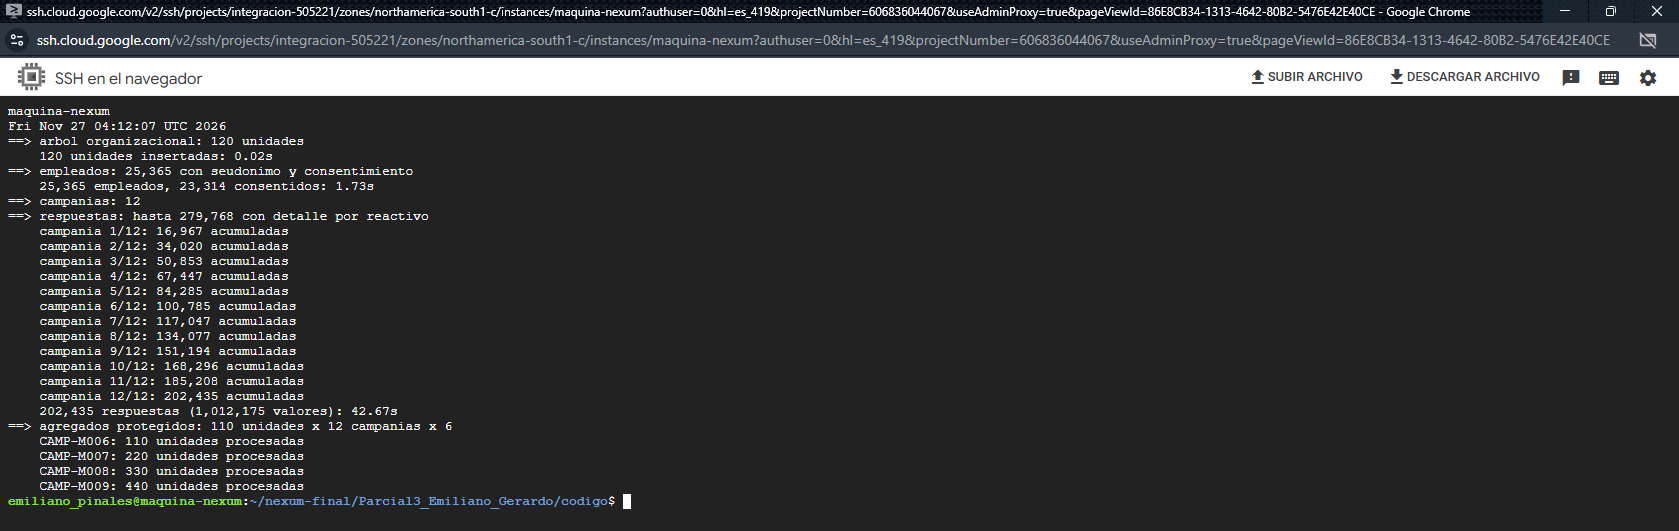 ssh.cloud.google.com/v2/ssh/projects/integracion-505221/zones/northamerica-south1-c/instances/maquina-nexum?authuser=0&hl=es_419&projectNumber=606836044067&useAdminProxy=true&pageViewId=86E8CB34-1313-4642-80B2-5476E42E40CE - Google Chrome
ssh.cloud.google.com/v2/ssh/projects/integracion-505221/zones/northamerica-south1-c/instances/maquina-nexum?authuser=0&hl=es_419&projectNumber=606836044067&useAdminProxy=true&pageViewId=86E8CB34-1313-4642-80B2-5476E42E40CE
SSH en el navegador
SUBIR ARCHIVO
DESCARGAR ARCHIVO
maquina-nexum
Fri Nov 27 04:12:07 UTC 2026
==> arbol organizacional: 120 unidades
120 unidades insertadas: 0.02s
==> empleados: 25,365 con seudonimo y consentimiento
25,365 empleados, 23,314 consentidos: 1.73s
==> campanias: 12
==> respuestas: hasta 279,768 con detalle por reactivo
campania 1/12: 16,967 acumuladas
campania 2/12: 34,020 acumuladas
campania 3/12: 50,853 acumuladas
campania 4/12: 67,447 acumuladas
campania 5/12: 84,285 acumuladas
campania 6/12: 100,785 acumuladas
campania 7/12: 117,047 acumuladas
campania 8/12: 134,077 acumuladas
campania 9/12: 151,194 acumuladas
campania 10/12: 168,296 acumuladas
campania 11/12: 185,208 acumuladas
campania 12/12: 202,435 acumuladas
202,435 respuestas (1,012,175 valores): 42.67s
==> agregados protegidos: 110 unidades x 12 campanias x 6
CAMP-M006: 110 unidades procesadas
CAMP-M007: 220 unidades procesadas
CAMP-M008: 330 unidades procesadas
CAMP-M009: 440 unidades procesadas
emiliano_pinales@maquina-nexum:~/nexum-final/Parcial3_Emiliano_Gerardo/codigo$